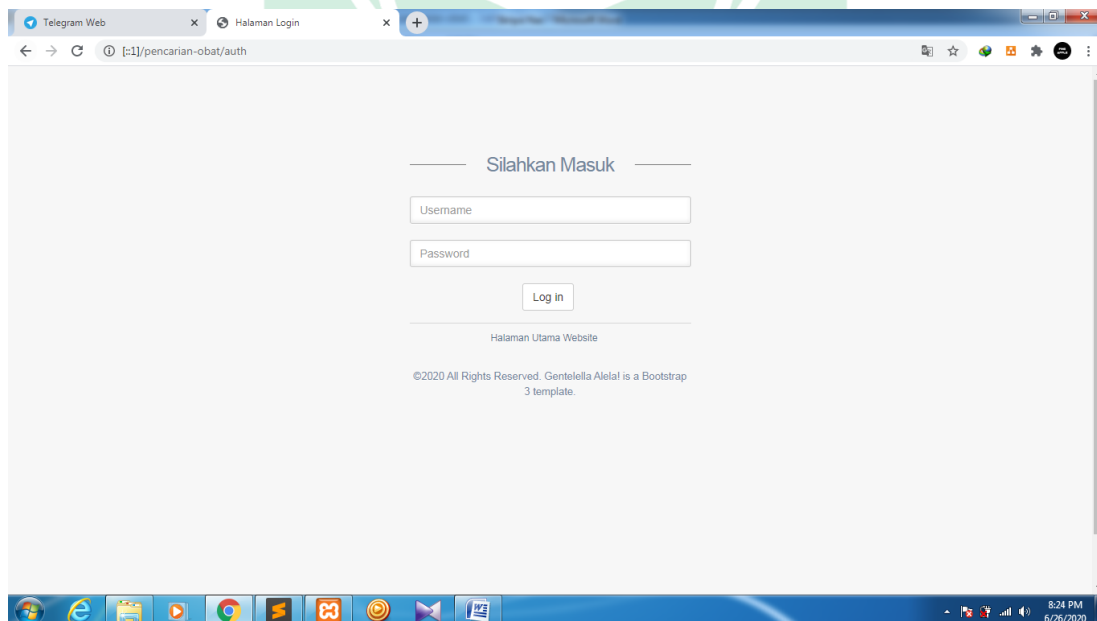 Telegram Web
Halaman Login
[::1]/pencarian-obat/auth
Silahkan Masuk
Username
Password
Log in
Halaman Utama Website
©2020 All Rights Reserved. Gentelella Alela! is a Bootstrap
3 template.
8:24 PM
6/26/2020